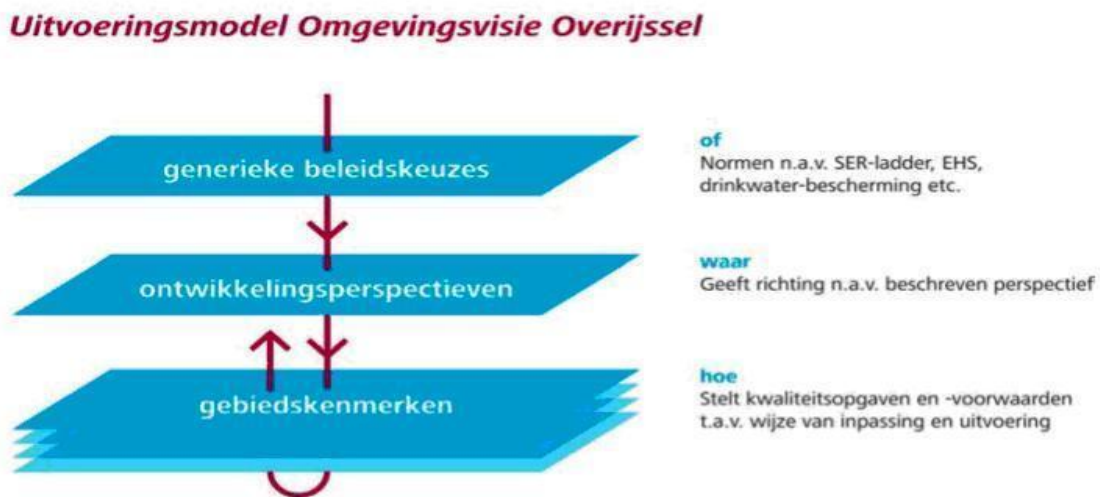 Uitvoeringsmodel Omgevingsvisie Overijssel
generieke beleidskeuzes
of
Normen n.a.v. SER-ladder, EHS,
drinkwater-bescherming etc.
ontwikkelingsperspectieven
waar
Geeft richting n.a.v. beschreven perspectief
gebiedskenmerken
hoe
Stelt kwaliteitsopgaven en -voorwaarden
t.a.v. wijze van inpassing en uitvoering